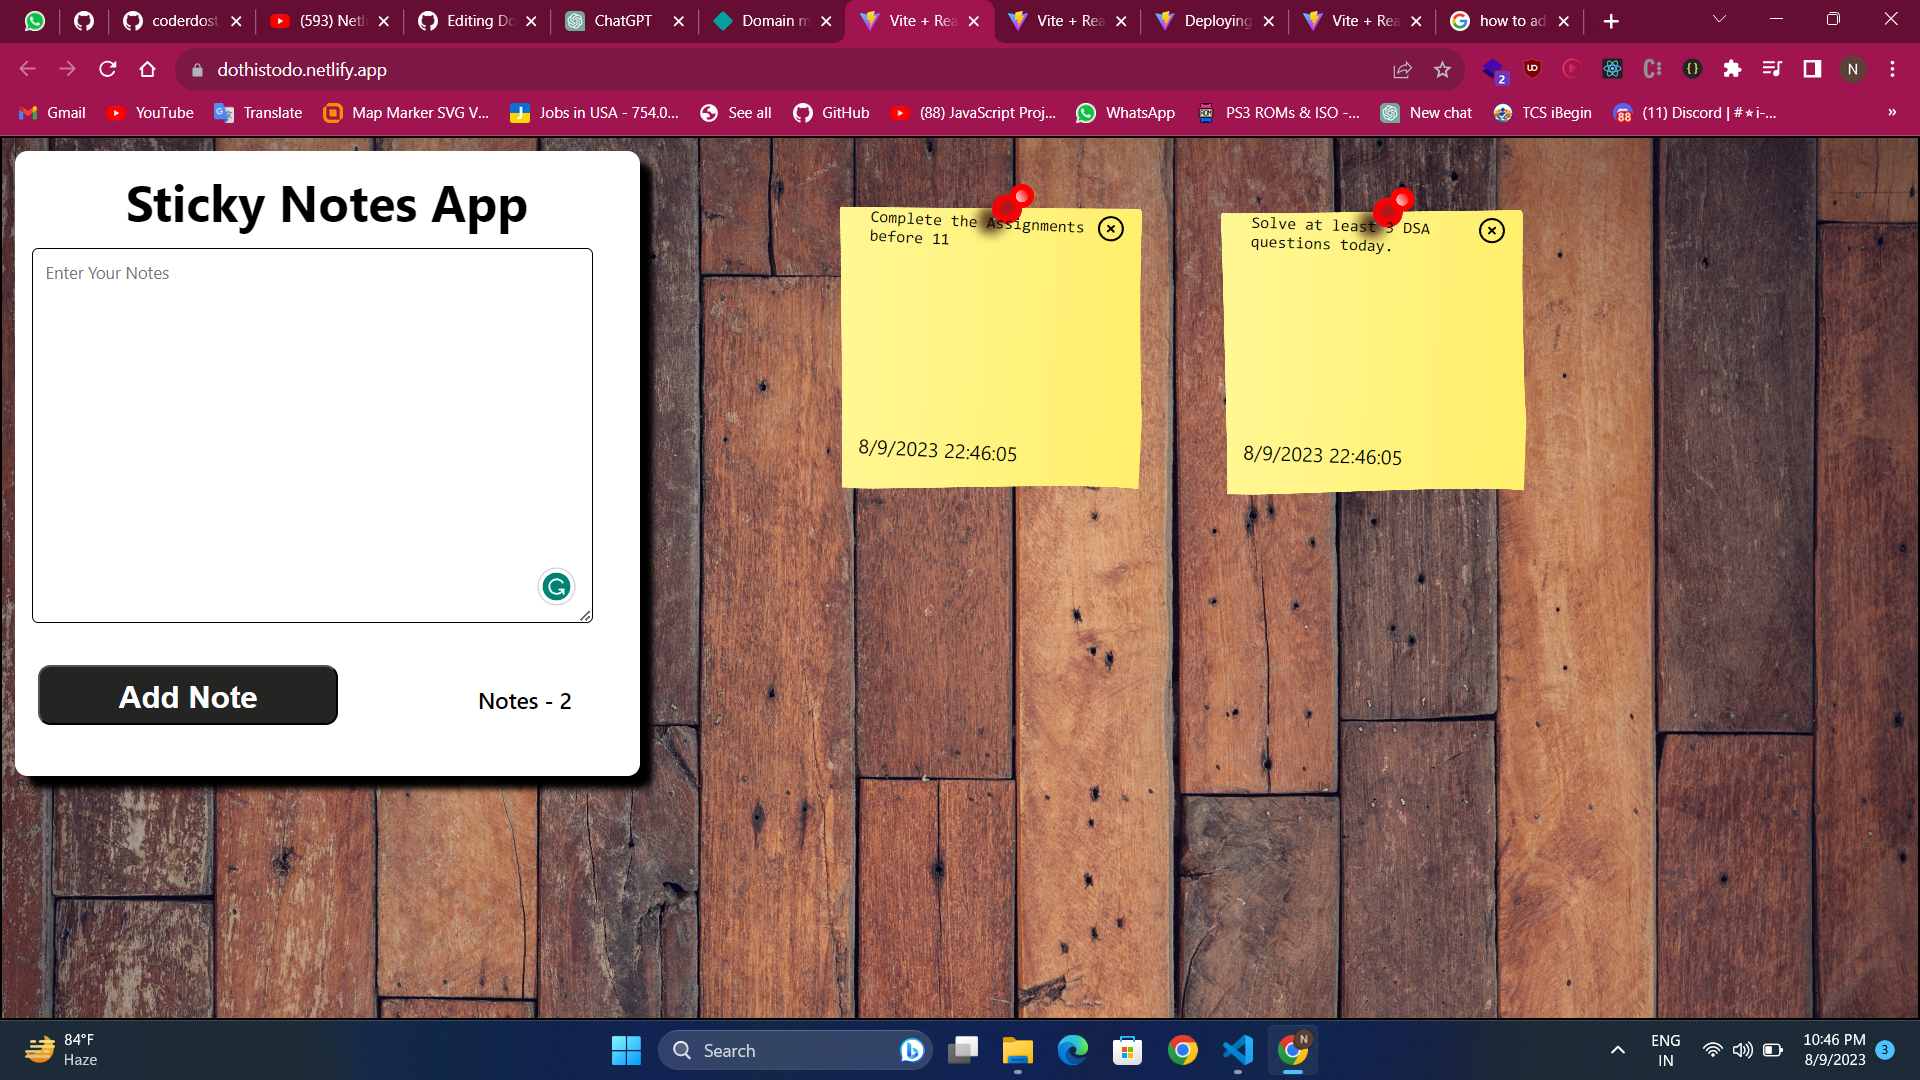 coderdost
(593) Netli
Editing Do
ChatGPT
Domain m
Vite + Rea
Vite + Rea
Deploying
Vite + Rea
how to ad
dothistodo.netlify.app
2
N
Gmail
YouTube
Translate
Map Marker SVG V...
Jobs in USA - 754.0...
See all
GitHub
(88) JavaScript Proj...
WhatsApp
PS3 ROMs & ISO -...
New chat
TCS iBegin
(11) Discord | #⭑i-...
»
Sticky Notes App
Enter Your Notes
Add Note
Notes - 2
Complete the Assignments
before 11
8/9/2023 22:46:05
Solve at least 3 DSA
questions today.
8/9/2023 22:46:05
84°F
Haze
Search
N
ENG
IN
10:46 PM
8/9/2023
3